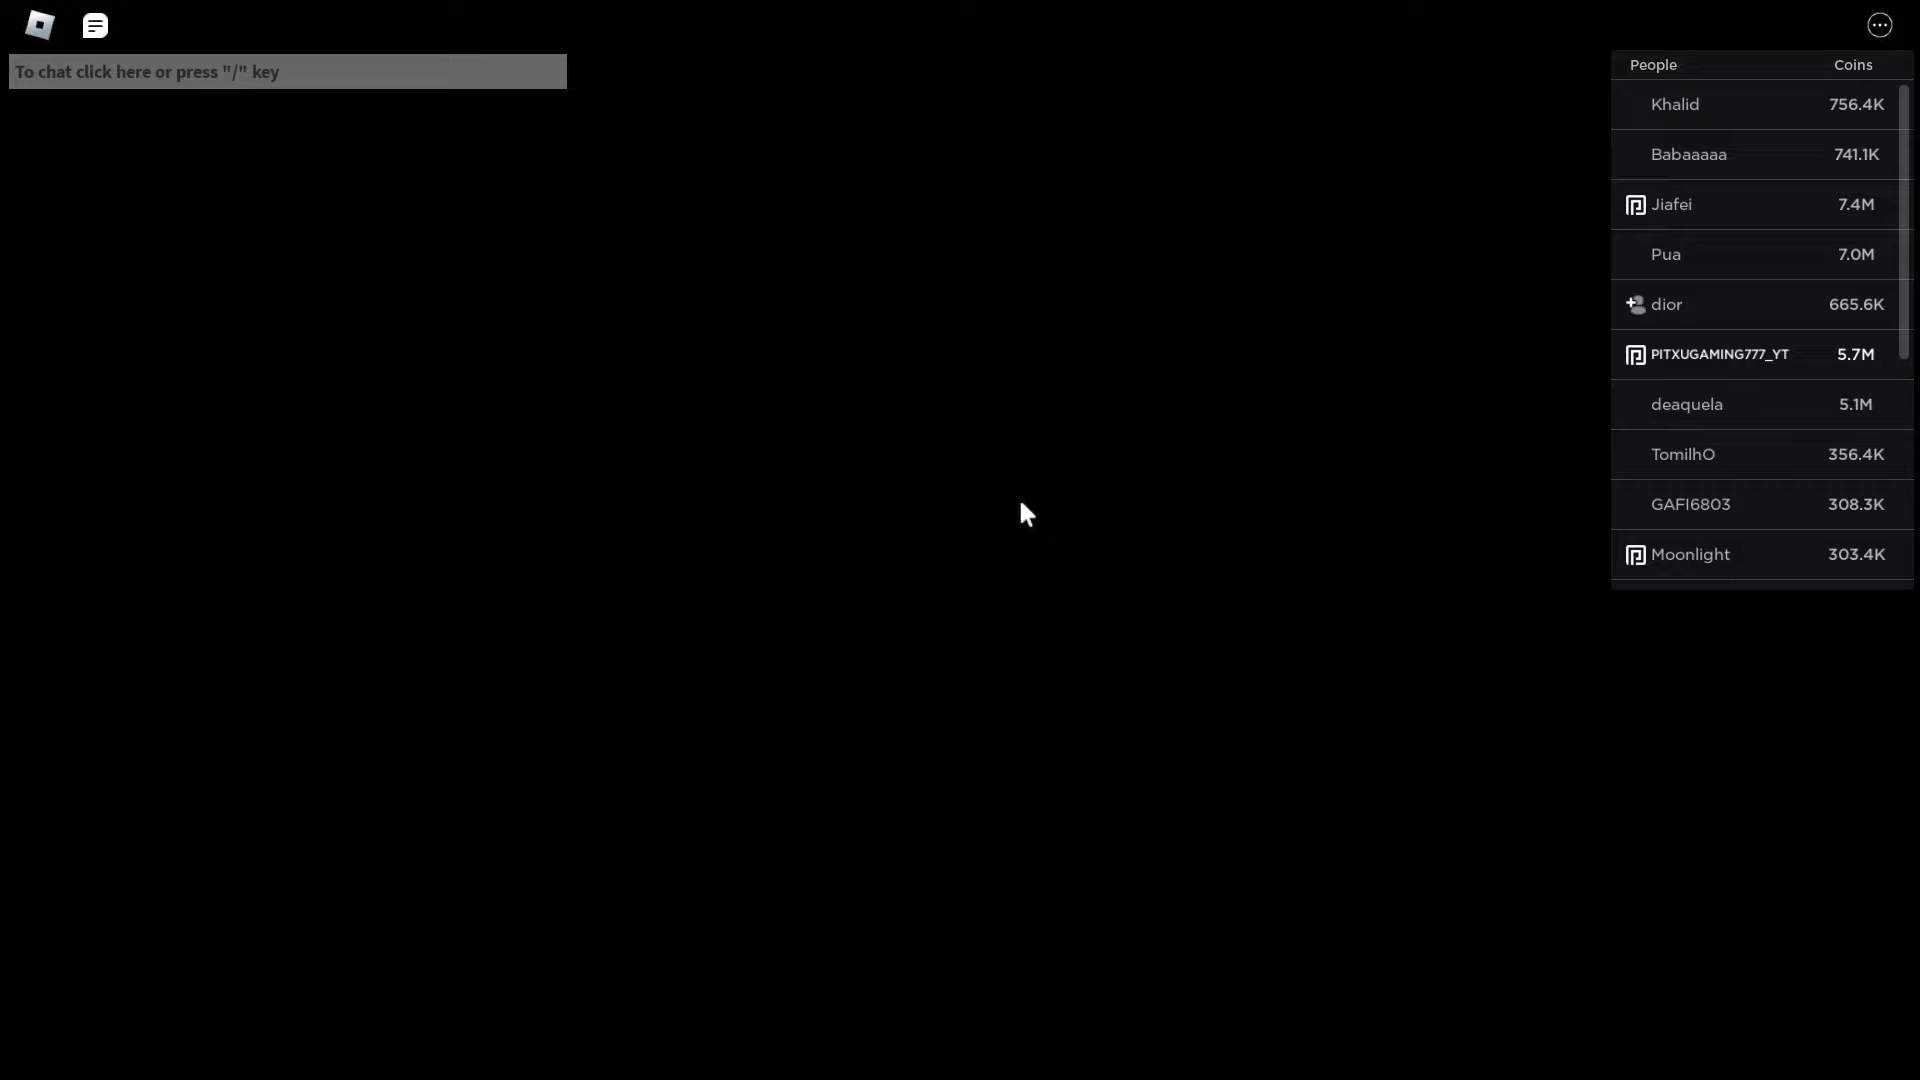 To chat click here or press "/" key
People Coins
Khalid 756.4K
Babaaaaa 741.1K
Jiafei 7.4M
Pua 7.0M
dior 665.6K
PITXUGAMING777_YT 5.7M
deaquela 5.1M
TomilhO 356.4K
GAFI6803 308.3K
Moonlight 303.4K